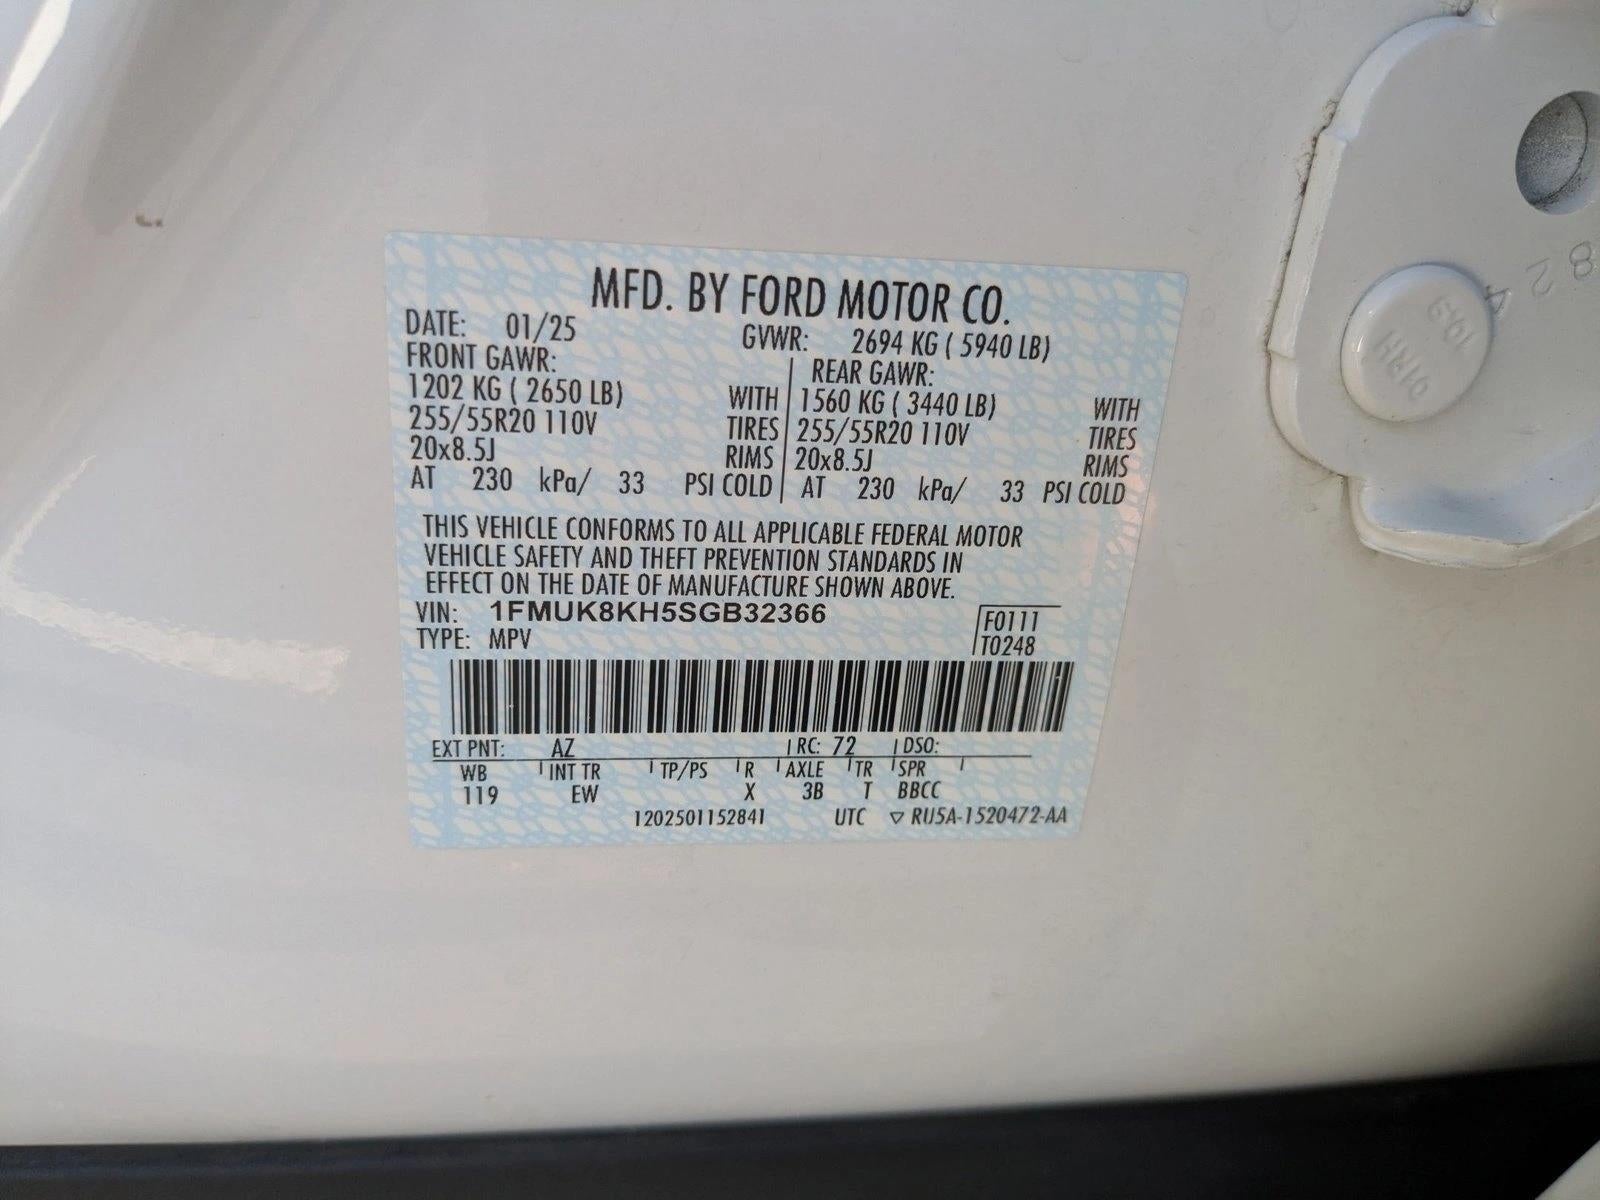 MFD. BY FORD MOTOR CO.
DATE: 01/25 GVWR: 2694 KG ( 5940 LB)
FRONT GAWR: REAR GAWR:
1202 KG ( 2650 LB) WITH 1560 KG ( 3440 LB) WITH
255/55R20 110V TIRES 255/55R20 110V TIRES
20x8.5J RIMS 20x8.5J RIMS
AT 230 kPa/ 33 PSI COLD AT 230 kPa/ 33 PSI COLD
THIS VEHICLE CONFORMS TO ALL APPLICABLE FEDERAL MOTOR
VEHICLE SAFETY AND THEFT PREVENTION STANDARDS IN
EFFECT ON THE DATE OF MANUFACTURE SHOWN ABOVE.
VIN: 1FMUK8KH5SGB32366 F0111
TYPE: MPV T0248
EXT PNT: AZ RC: 72 DSO:
WB INT TR TP/PS R AXLE TR SPR
119 EW X 3B T BBCC
1202501152841 UTC ▽ RU5A-1520472-AA
8 2 4